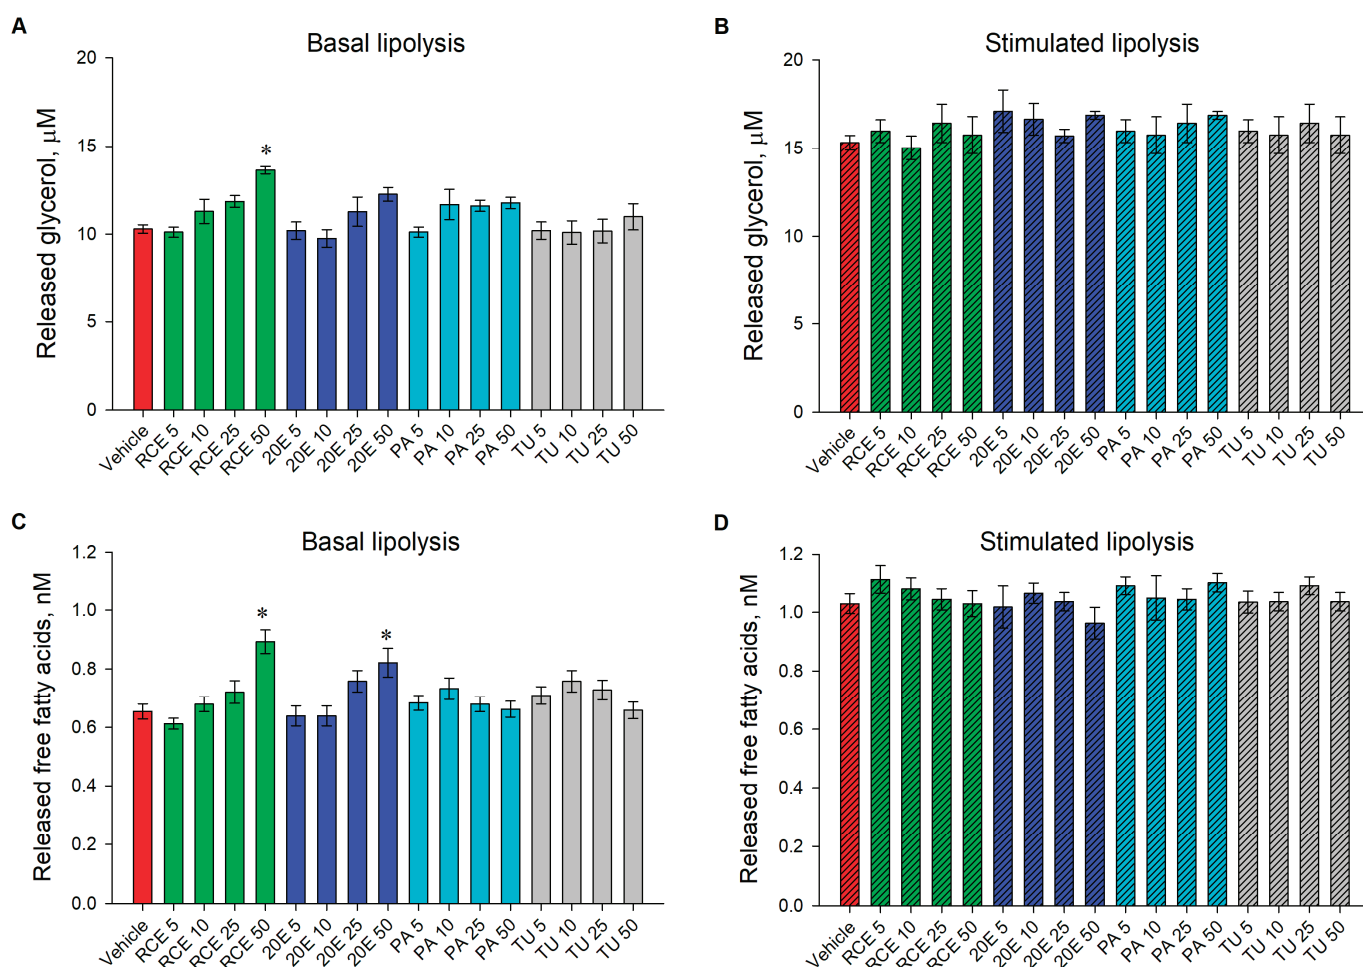 A
Basal lipolysis
Released glycerol, μM
20
15
10
5
0
*
Vehicle
RCE 5
RCE 10
RCE 25
RCE 50
20E 5
20E 10
20E 25
20E 50
PA 5
PA 10
PA 25
PA 50
TU 5
TU 10
TU 25
TU 50
B
Stimulated lipolysis
Released glycerol, μM
20
15
10
5
0
Vehicle
RCE 5
RCE 10
RCE 25
RCE 50
20E 5
20E 10
20E 25
20E 50
PA 5
PA 10
PA 25
PA 50
TU 5
TU 10
TU 25
TU 50
C
Basal lipolysis
Released free fatty acids, nM
1.2
1.0
0.8
0.6
0.4
0.2
0.0
*
*
Vehicle
RCE 5
RCE 10
RCE 25
RCE 50
20E 5
20E 10
20E 25
20E 50
PA 5
PA 10
PA 25
PA 50
TU 5
TU 10
TU 25
TU 50
D
Stimulated lipolysis
Released free fatty acids, nM
1.2
1.0
0.8
0.6
0.4
0.2
0.0
Vehicle
RCE 5
RCE 10
RCE 25
RCE 50
20E 5
20E 10
20E 25
20E 50
PA 5
PA 10
PA 25
PA 50
TU 5
TU 10
TU 25
TU 50